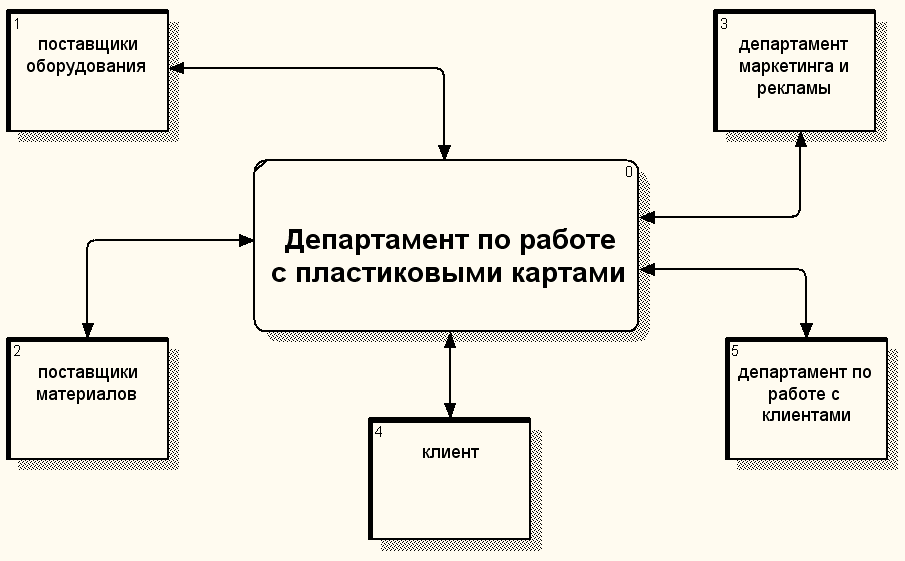 1
поставщики
оборудования
3
департамент
маркетинга и
рекламы
0
Департамент по работе
с пластиковыми картами
2
поставщики
материалов
4
клиент
5
департамент по
работе с
клиентами